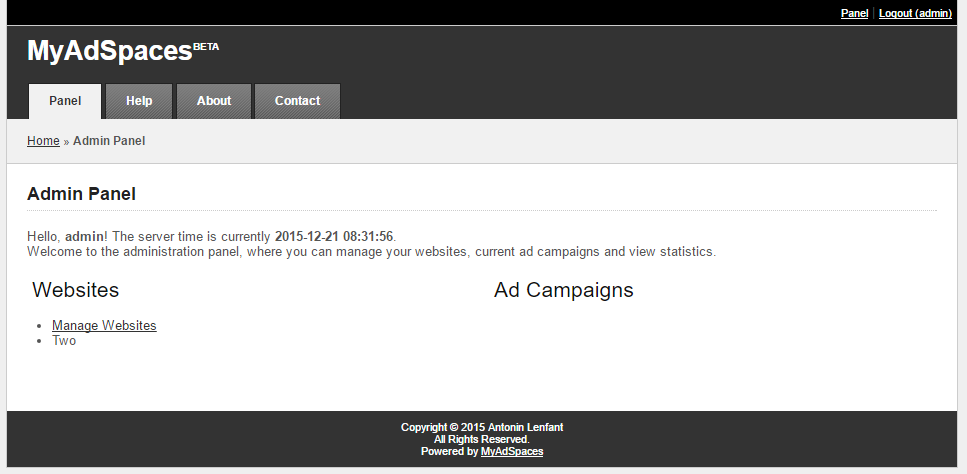 Panel | Logout (admin)
MyAdSpaces BETA
Panel Help About Contact
Home » Admin Panel
Admin Panel
Hello, admin! The server time is currently 2015-12-21 08:31:56.
Welcome to the administration panel, where you can manage your websites, current ad campaigns and view statistics.
Websites
Ad Campaigns
• Manage Websites
• Two
Copyright © 2015 Antonin Lenfant
All Rights Reserved.
Powered by MyAdSpaces